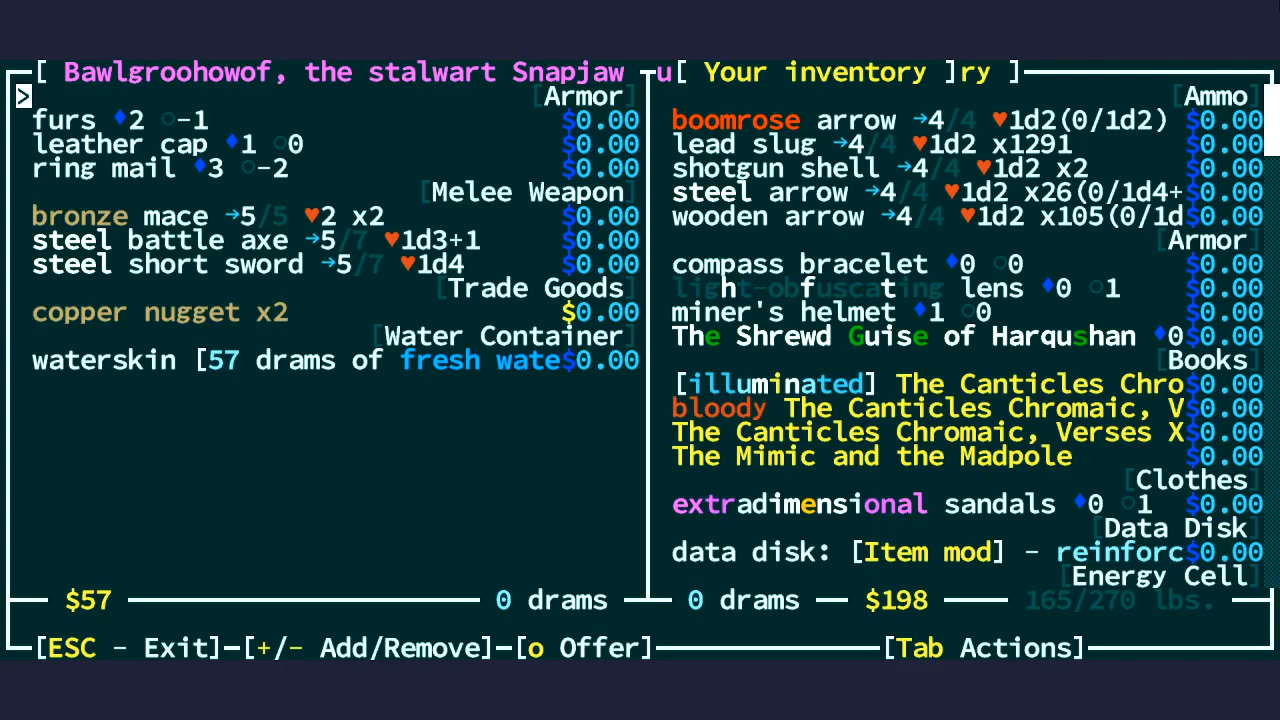 [ Bawlgroohowof, the stalwart Snapjaw u[ Your inventory ]ry ]
>
[Armor]
furs ♦2 ○-1 $0.00
leather cap ♦1 ○0 $0.00
ring mail ♦3 ○-2 $0.00
[Melee Weapon]
bronze mace →5/5 ♥2 x2 $0.00
steel battle axe →5/7 ♥1d3+1 $0.00
steel short sword →5/7 ♥1d4 $0.00
[Trade Goods]
copper nugget x2 $0.00
[Water Container]
waterskin [57 drams of fresh wate$0.00
[Ammo]
boomrose arrow →4/4 ♥1d2(0/1d2) $0.00
lead slug →4/4 ♥1d2 x1291 $0.00
shotgun shell →4/4 ♥1d2 x2 $0.00
steel arrow →4/4 ♥1d2 x26(0/1d4+$0.00
wooden arrow →4/4 ♥1d2 x105(0/1d$0.00
[Armor]
compass bracelet ♦0 ○0 $0.00
light-obfuscating lens ♦0 ○1 $0.00
miner's helmet ♦1 ○0 $0.00
The Shrewd Guise of Harqushan ♦0$0.00
[Books]
[illuminated] The Canticles Chro$0.00
bloody The Canticles Chromaic, V$0.00
The Canticles Chromaic, Verses X$0.00
The Mimic and the Madpole $0.00
[Clothes]
extradimensional sandals ♦0 ○1 $0.00
[Data Disk]
data disk: [Item mod] - reinforc$0.00
[Energy Cell]
$57 0 drams 0 drams $198 165/270 lbs.
[ESC - Exit] [+/- Add/Remove] [o Offer] [Tab Actions]